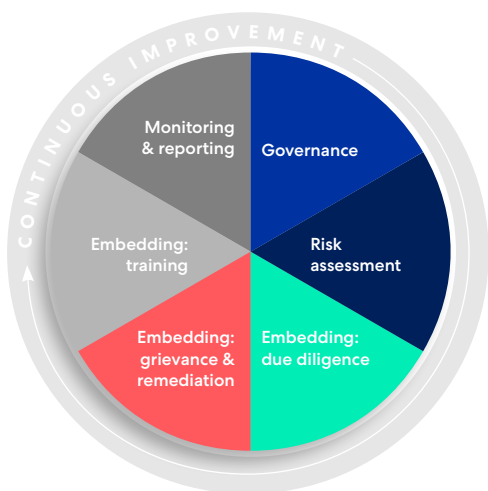 CONTINUOUS IMPROVEMENT
Monitoring
& reporting
Governance
Embedding:
training
Risk
assessment
Embedding:
grievance &
remediation
Embedding:
due diligence